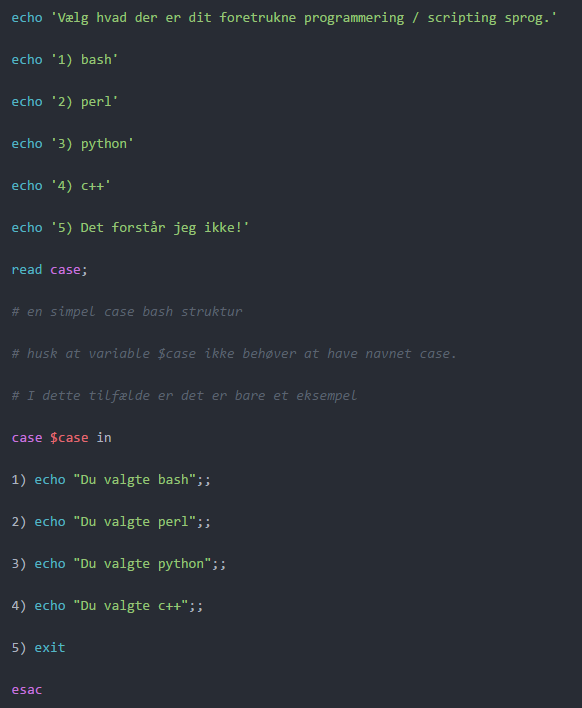 echo 'Vælg hvad der er dit foretrukne programmering / scripting sprog.'
echo '1) bash'
echo '2) perl'
echo '3) python'
echo '4) c++'
echo '5) Det forstår jeg ikke!'
read case;
# en simpel case bash struktur
# husk at variable $case ikke behøver at have navnet case.
# I dette tilfælde er det er bare et eksempel
case $case in
1) echo "Du valgte bash";;
2) echo "Du valgte perl";;
3) echo "Du valgte python";;
4) echo "Du valgte c++";;
5) exit
esac